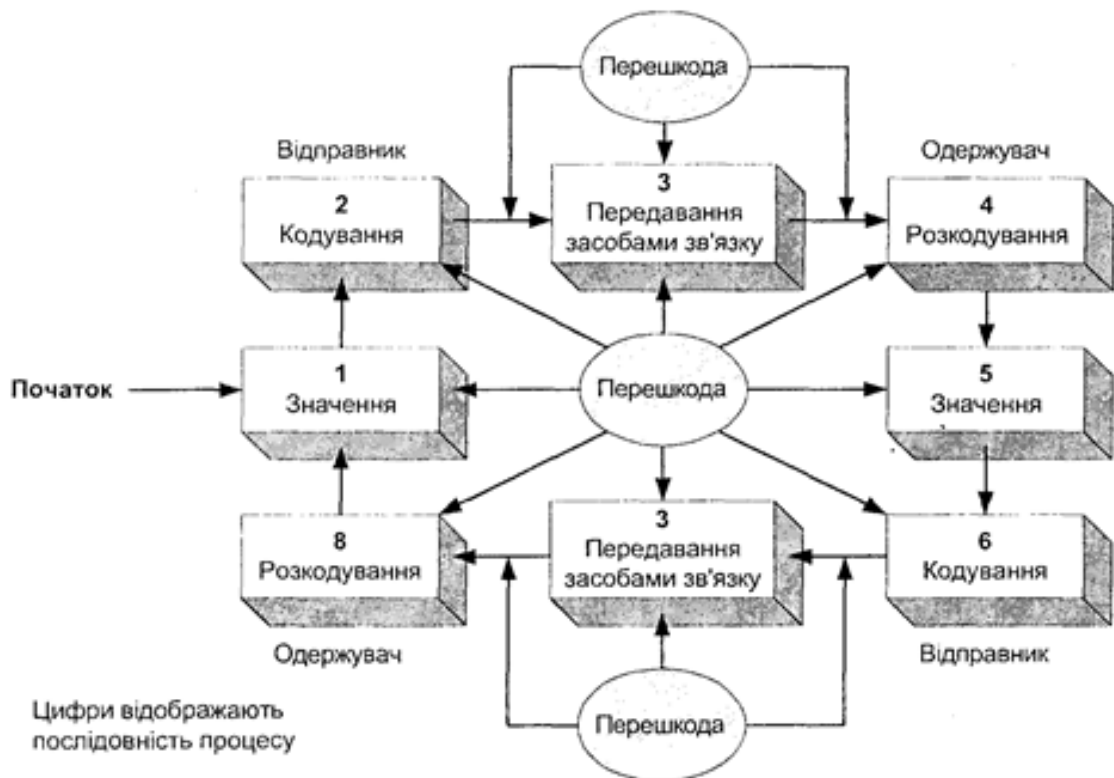 Перешкода
Відправник
Одержувач
2
Кодування
3
Передавання
засобами зв'язку
4
Розкодування
Початок
1
Значення
Перешкода
5
Значення
8
Розкодування
3
Передавання
засобами зв'язку
6
Кодування
Одержувач
Відправник
Перешкода
Цифри відображають
послідовність процесу